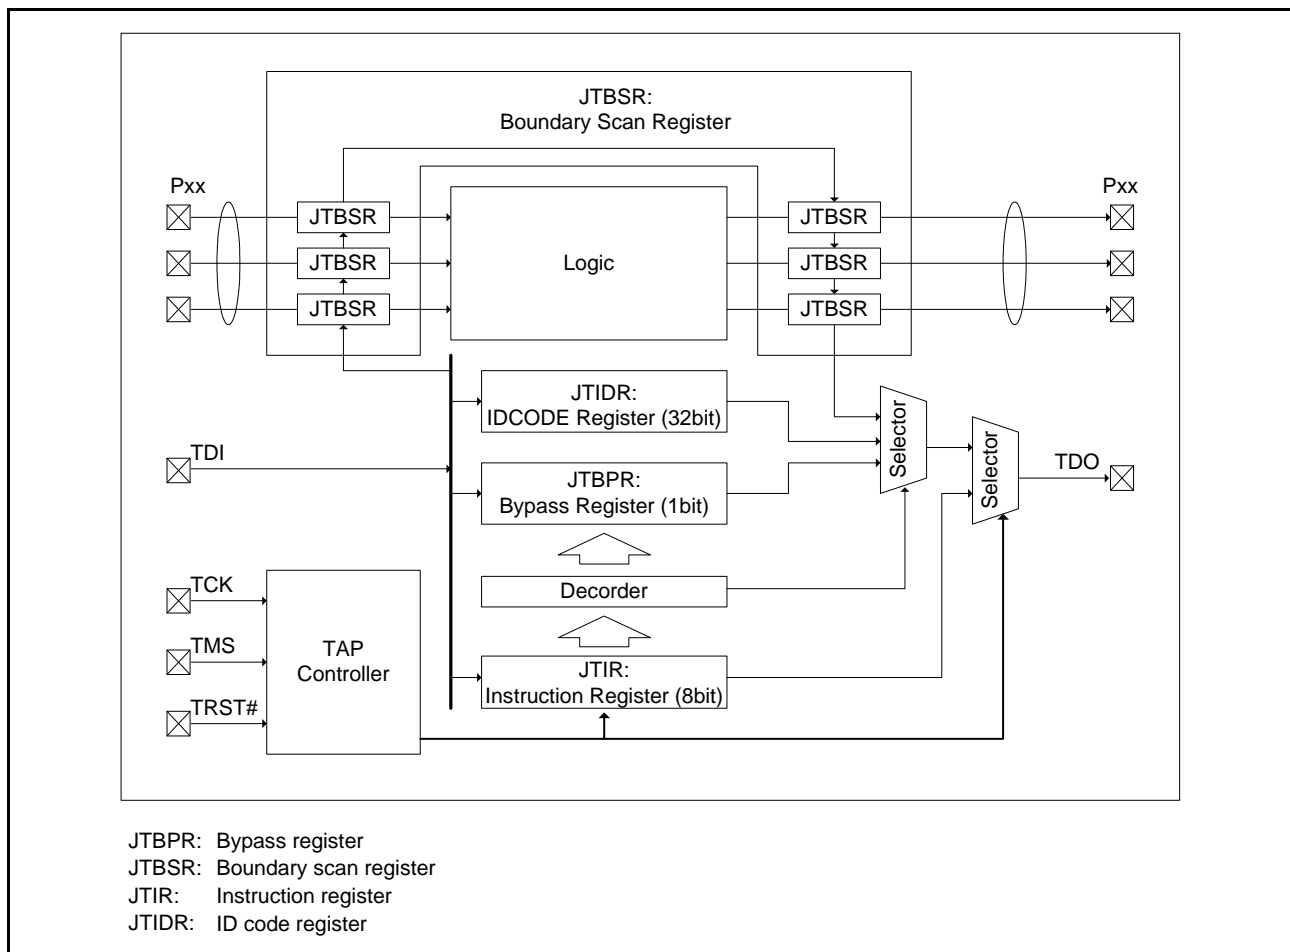 JTBSR:
Boundary Scan Register
Pxx
Pxx
JTBSR
JTBSR
JTBSR
JTBSR
Logic
JTBSR
JTBSR
JTIDR:
IDCODE Register (32bit)
Selector
Selector
TDI
TDO
JTBPR:
Bypass Register (1bit)
TCK
Decorder
TMS
TAP
Controller
JTIR:
Instruction Register (8bit)
TRST#
JTBPR: Bypass register
JTBSR: Boundary scan register
JTIR: Instruction register
JTIDR: ID code register